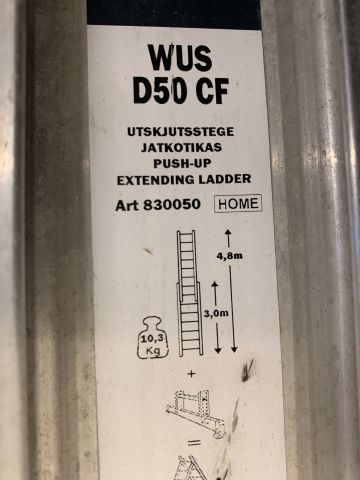 WUS
D50 CF
UTSKJUTSSTEGE
JATKOTIKAS
PUSH-UP
EXTENDING LADDER
Art 830050 HOME
4,8m
3,0m
10,3
Kg
+
=